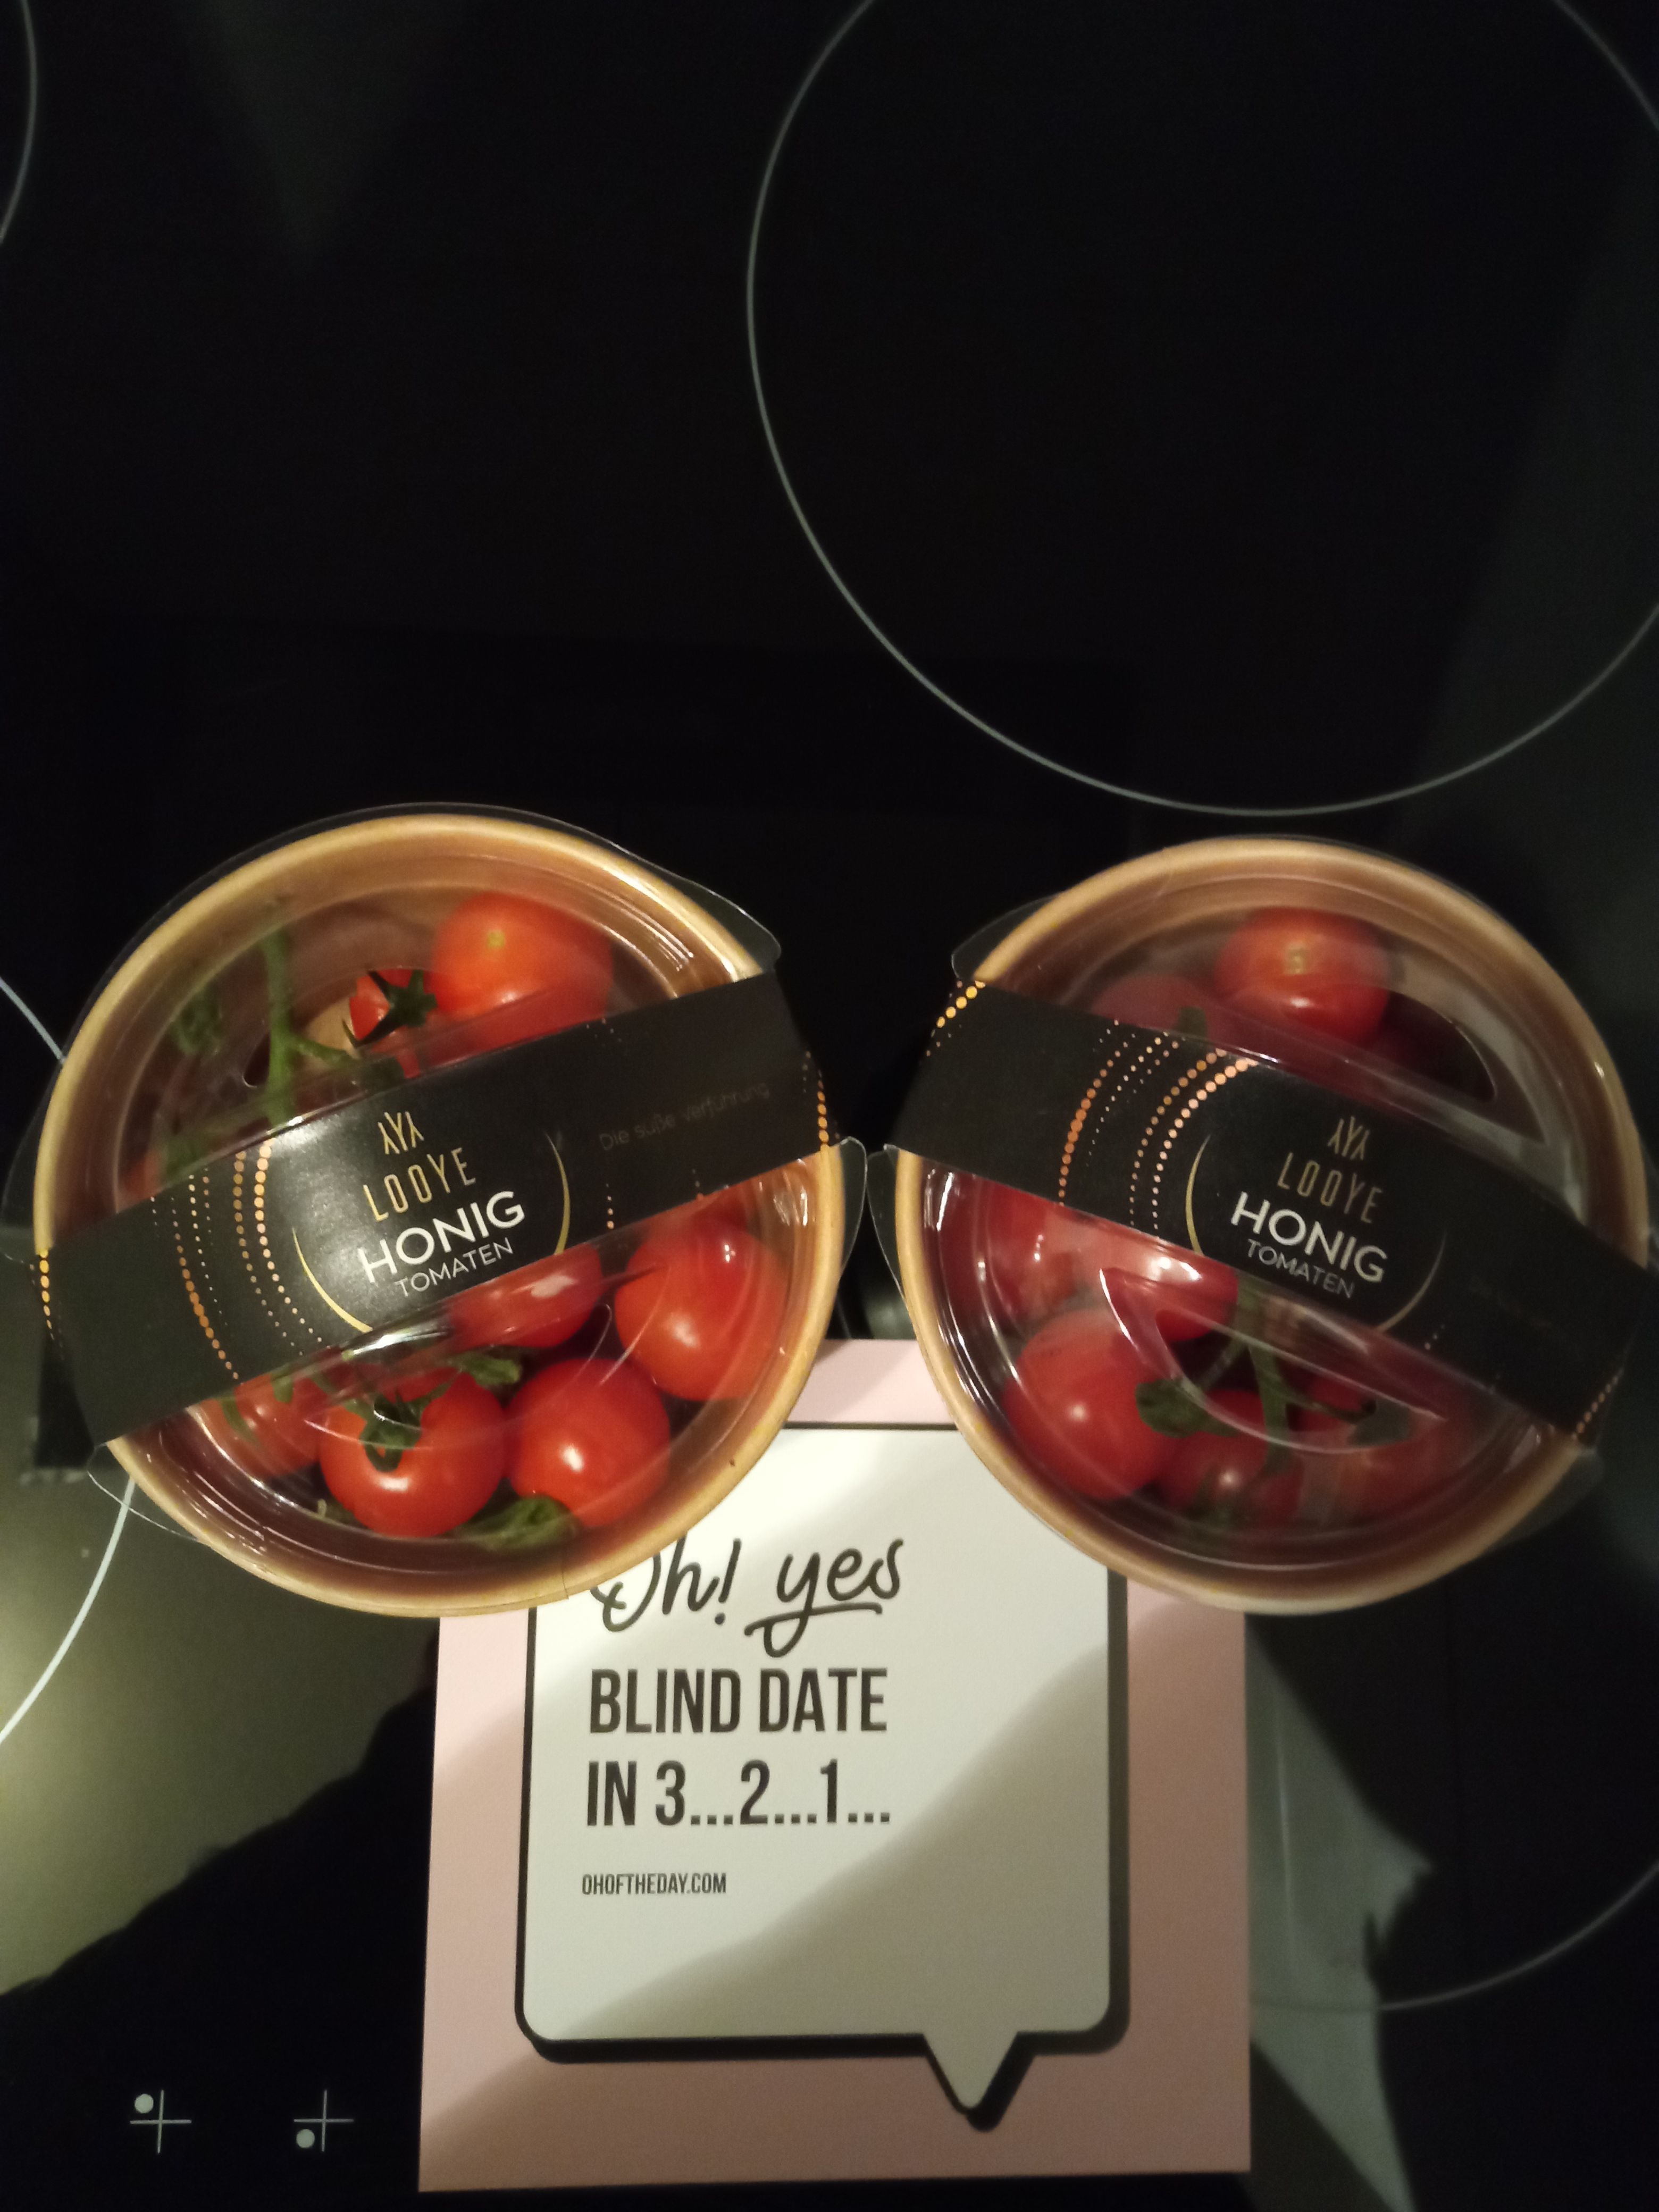 LOOYE
HONIG
TOMATEN
Die süße Verführung
LOOYE
HONIG
TOMATEN
Oh! yes
BLIND DATE
IN 3...2...1...
OHOFTHEDAY.COM